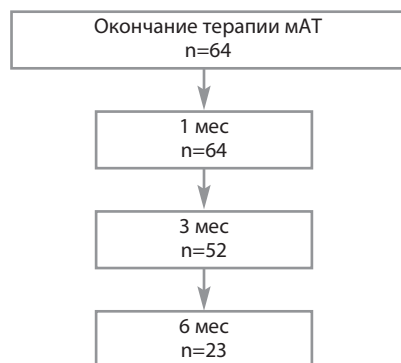 Окончание терапии мАТ
n=64
1 мес
n=64
3 мес
n=52
6 мес
n=23